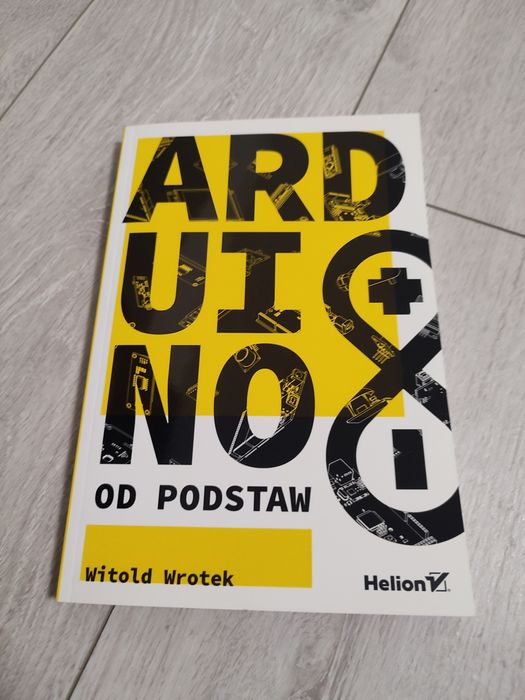 ARD
UI
NO
OD PODSTAW
Witold Wrotek
Helion